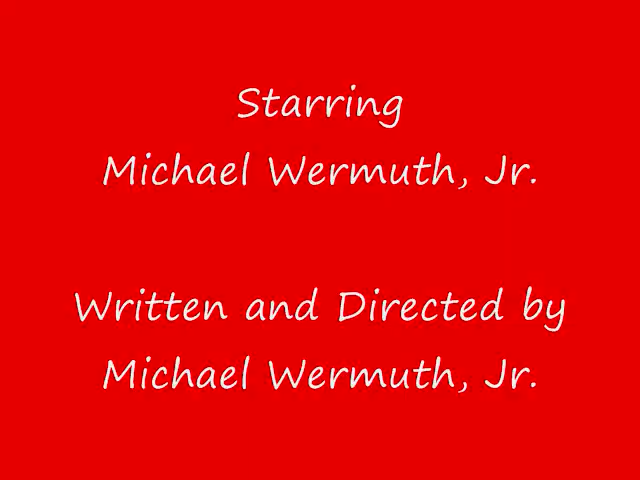 Starring
Michael Wermuth, Jr.
Written and Directed by
Michael Wermuth, Jr.